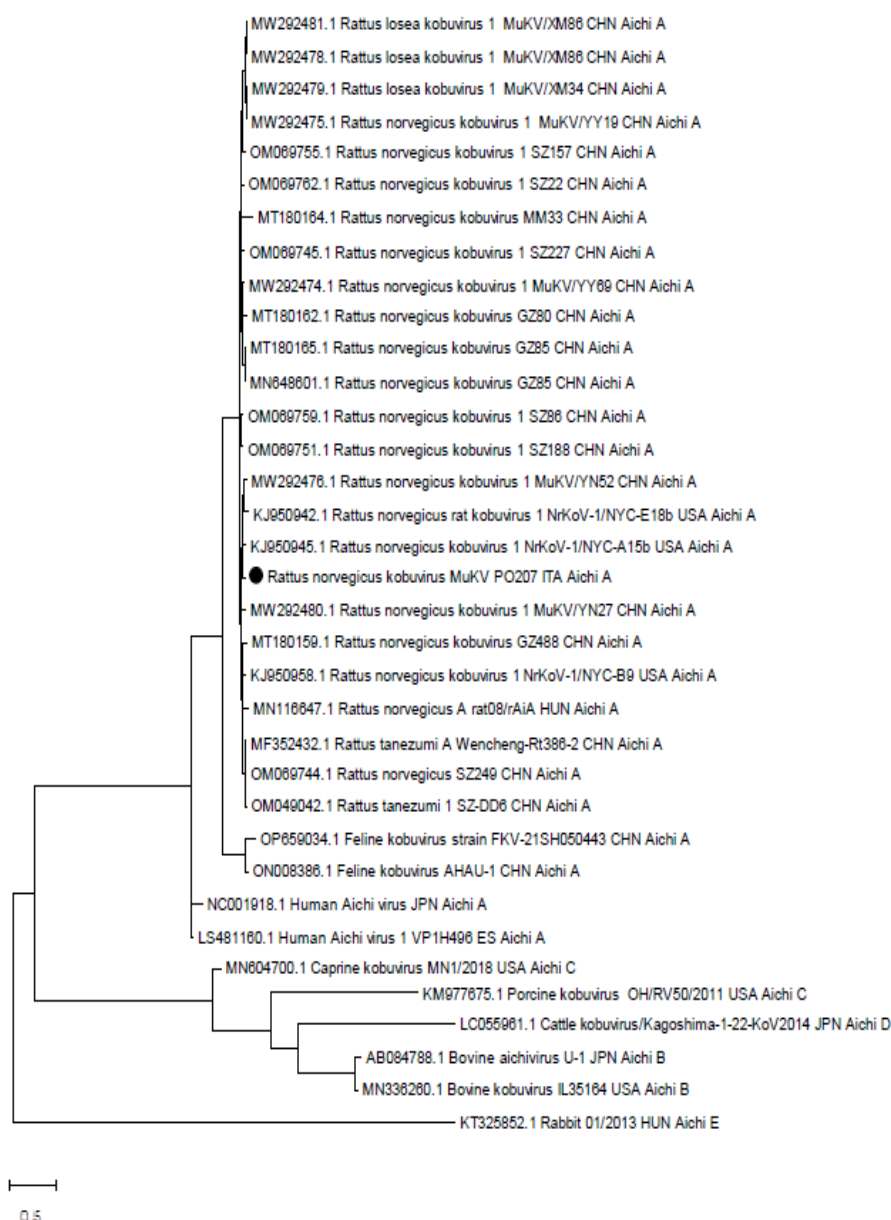 MW292481.1 Rattus losea kobuvirus 1 MuKV/XM86 CHN Aichi A
MW292478.1 Rattus losea kobuvirus 1 MuKV/XM86 CHN Aichi A
MW292479.1 Rattus losea kobuvirus 1 MuKV/XM34 CHN Aichi A
MW292475.1 Rattus norvegicus kobuvirus 1 MuKV/YY19 CHN Aichi A
OM069755.1 Rattus norvegicus kobuvirus 1 SZ157 CHN Aichi A
OM069762.1 Rattus norvegicus kobuvirus 1 SZ22 CHN Aichi A
MT180164.1 Rattus norvegicus kobuvirus MM33 CHN Aichi A
OM069745.1 Rattus norvegicus kobuvirus 1 SZ227 CHN Aichi A
MW292474.1 Rattus norvegicus kobuvirus 1 MuKV/YY69 CHN Aichi A
MT180162.1 Rattus norvegicus kobuvirus GZ80 CHN Aichi A
MT180165.1 Rattus norvegicus kobuvirus GZ85 CHN Aichi A
MN648601.1 Rattus norvegicus kobuvirus GZ85 CHN Aichi A
OM069759.1 Rattus norvegicus kobuvirus 1 SZ86 CHN Aichi A
OM069751.1 Rattus norvegicus kobuvirus 1 SZ188 CHN Aichi A
MW292476.1 Rattus norvegicus kobuvirus 1 MuKV/YN52 CHN Aichi A
KJ950942.1 Rattus norvegicus rat kobuvirus 1 NrKoV-1/NYC-E18b USA Aichi A
KJ950945.1 Rattus norvegicus kobuvirus 1 NrKoV-1/NYC-A15b USA Aichi A
Rattus norvegicus kobuvirus MuKV PO207 ITA Aichi A
MW292480.1 Rattus norvegicus kobuvirus 1 MuKV/YN27 CHN Aichi A
MT180159.1 Rattus norvegicus kobuvirus GZ488 CHN Aichi A
KJ950958.1 Rattus norvegicus kobuvirus 1 NrKoV-1/NYC-B9 USA Aichi A
MN116647.1 Rattus norvegicus A rat08/rAiA HUN Aichi A
MF352432.1 Rattus tanezumi A Wencheng-Rt386-2 CHN Aichi A
OM069744.1 Rattus norvegicus SZ249 CHN Aichi A
OM049042.1 Rattus tanezumi 1 SZ-DD6 CHN Aichi A
OP659034.1 Feline kobuvirus strain FKV-21SH050443 CHN Aichi A
ON008386.1 Feline kobuvirus AHAU-1 CHN Aichi A
NC001918.1 Human Aichi virus JPN Aichi A
LS481160.1 Human Aichi virus 1 VP1H496 ES Aichi A
MN604700.1 Caprine kobuvirus MN1/2018 USA Aichi C
KM977675.1 Porcine kobuvirus OH/RV50/2011 USA Aichi C
LC055961.1 Cattle kobuvirus/Kagoshima-1-22-KoV2014 JPN Aichi D
AB084788.1 Bovine aichivirus U-1 JPN Aichi B
MN336260.1 Bovine kobuvirus IL35164 USA Aichi B
KT325852.1 Rabbit 01/2013 HUN Aichi E